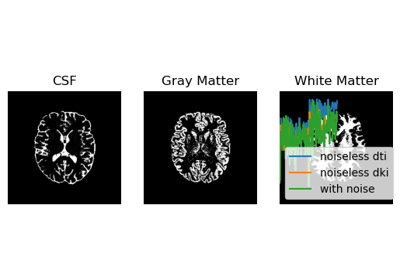 CSF
Gray Matter
White Matter
noiseless dti
noiseless dki
with noise